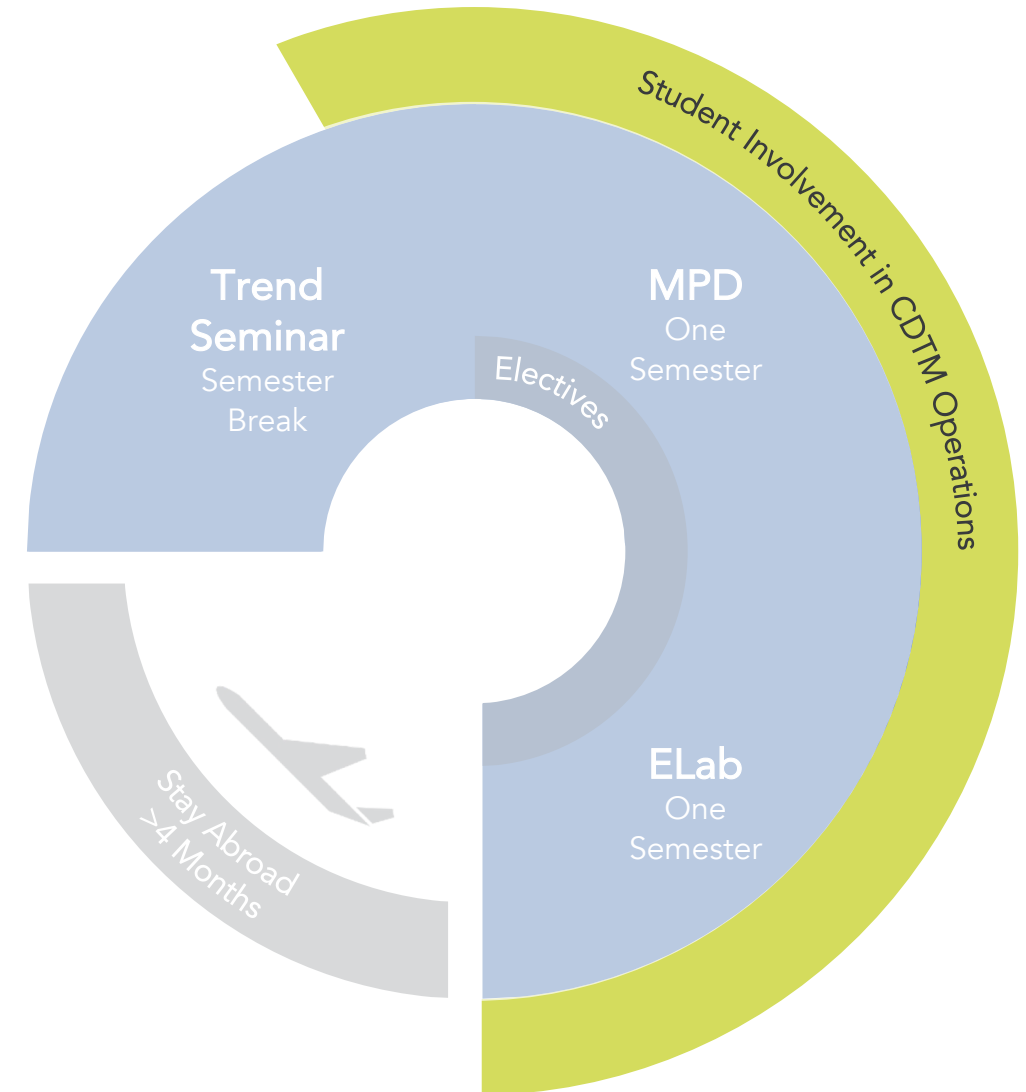 Student Involvement in CDTM Operations
Trend
Seminar
Semester
Break
MPD
One
Semester
Electives
ELab
One
Semester
Stay Abroad
>4 Months